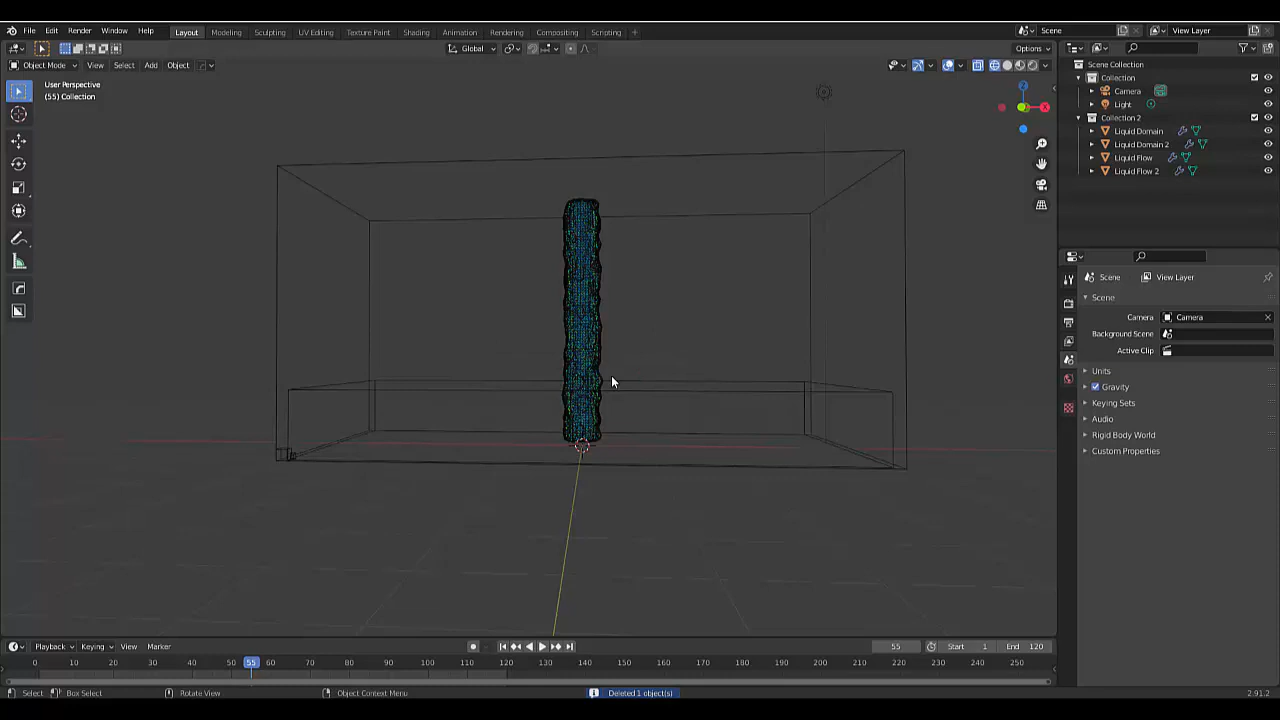 File Edit Render Window Help Layout Modeling Sculpting UV Editing Texture Paint Shading Animation Rendering Compositing Scripting Scene View Layer
Global Options
Object Mode View Select Add Object
User Perspective
(55) Collection
Scene Collection
Collection
Camera
Light
Collection 2
Liquid Domain
Liquid Domain 2
Liquid Flow
Liquid Flow 2
Z
X
Scene View Layer
Scene
Camera Camera
Background Scene
Active Clip
Units
Gravity
Keying Sets
Audio
Rigid Body World
Custom Properties
Playback Keying View Marker 55 Start 1 End 120
0 10 20 30 40 50 55 60 70 80 90 100 110 120 130 140 150 160 170 180 190 200 210 220 230 240 250
Select Box Select Rotate View Object Context Menu Deleted 1 object(s) 2.91.2